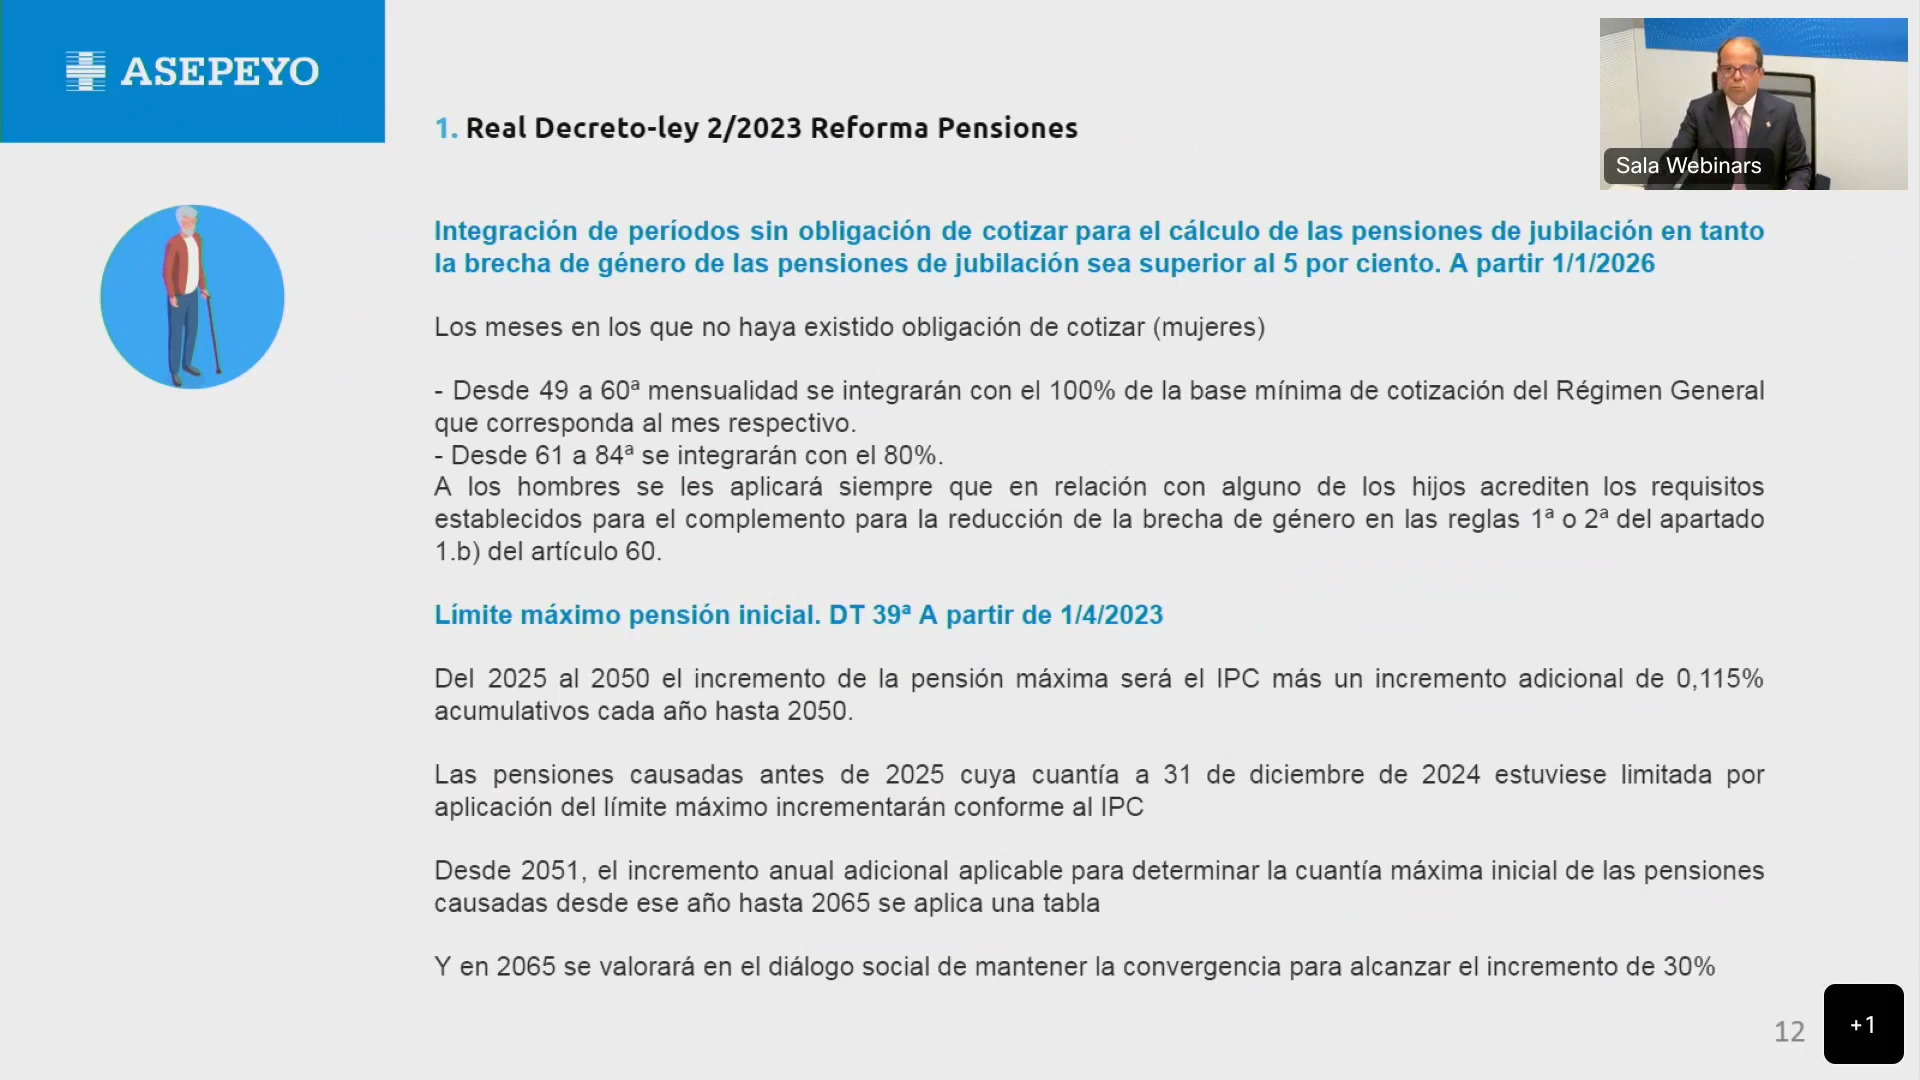 ASEPEYO
1. Real Decreto-ley 2/2023 Reforma Pensiones
Sala Webinars
Integración de períodos sin obligación de cotizar para el cálculo de las pensiones de jubilación en tanto
la brecha de género de las pensiones de jubilación sea superior al 5 por ciento. A partir 1/1/2026
Los meses en los que no haya existido obligación de cotizar (mujeres)
- Desde 49 a 60ª mensualidad se integrarán con el 100% de la base mínima de cotización del Régimen General
que corresponda al mes respectivo.
- Desde 61 a 84ª se integrarán con el 80%.
A los hombres se les aplicará siempre que en relación con alguno de los hijos acrediten los requisitos
establecidos para el complemento para la reducción de la brecha de género en las reglas 1ª o 2ª del apartado
1.b) del artículo 60.
Límite máximo pensión inicial. DT 39ª A partir de 1/4/2023
Del 2025 al 2050 el incremento de la pensión máxima será el IPC más un incremento adicional de 0,115%
acumulativos cada año hasta 2050.
Las pensiones causadas antes de 2025 cuya cuantía a 31 de diciembre de 2024 estuviese limitada por
aplicación del límite máximo incrementarán conforme al IPC
Desde 2051, el incremento anual adicional aplicable para determinar la cuantía máxima inicial de las pensiones
causadas desde ese año hasta 2065 se aplica una tabla
Y en 2065 se valorará en el diálogo social de mantener la convergencia para alcanzar el incremento de 30%
12
+1